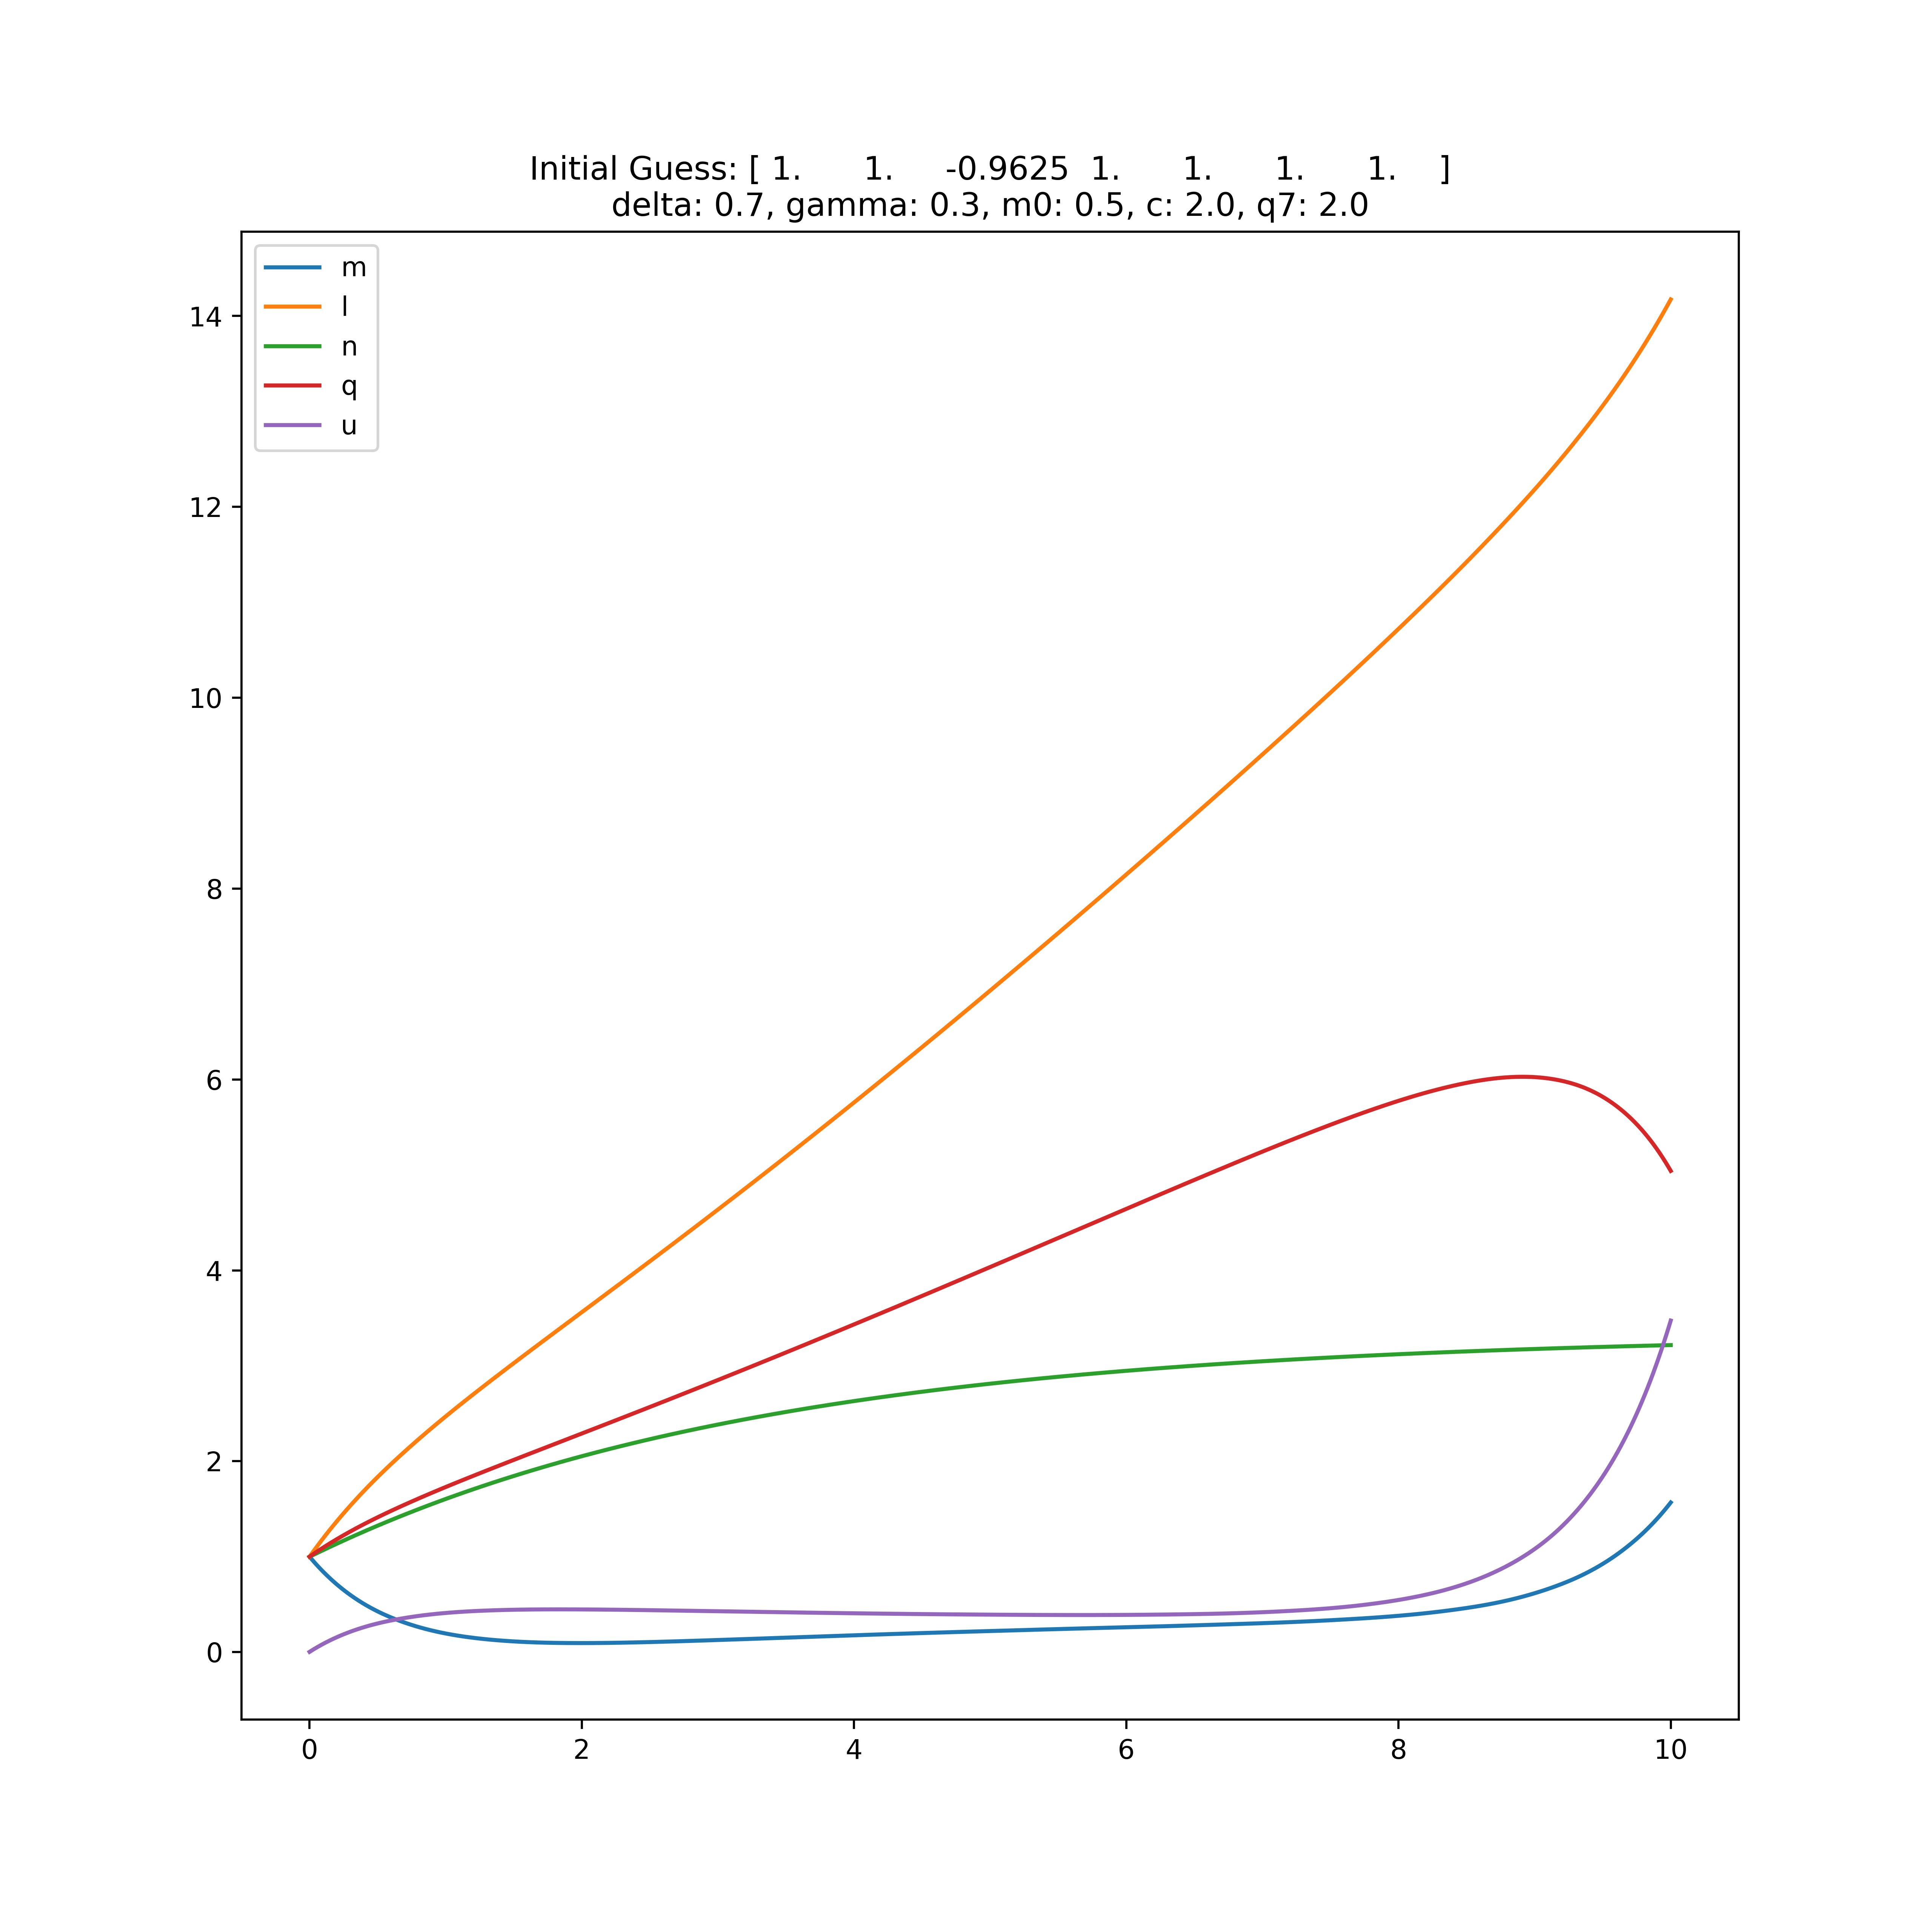 Initial Guess: [ 1. 1. -0.9625 1. 1. 1. 1. ]
delta: 0.7, gamma: 0.3, m0: 0.5, c: 2.0, q7: 2.0
m
l
n
q
u
14
12
10
8
6
4
2
0
0 2 4 6 8 10